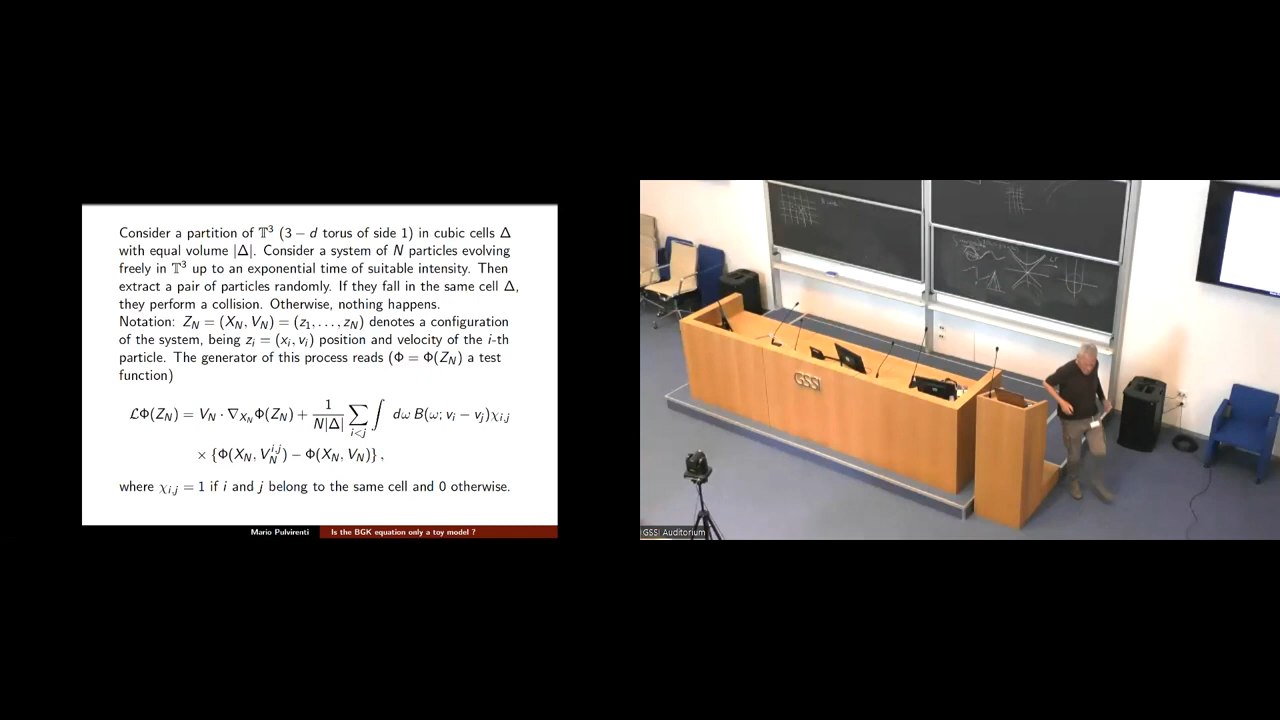 Consider a partition of 𝕋³ (3 − d torus of side 1) in cubic cells Δ
with equal volume |Δ|. Consider a system of N particles evolving
freely in 𝕋³ up to an exponential time of suitable intensity. Then
extract a pair of particles randomly. If they fall in the same cell Δ,
they perform a collision. Otherwise, nothing happens.
Notation: Z_N = (X_N, V_N) = (z_1, . . . , z_N) denotes a configuration
of the system, being z_i = (x_i, v_i) position and velocity of the i-th
particle. The generator of this process reads (Φ = Φ(Z_N) a test
function)
ℒΦ(Z_N) = V_N · ∇_{X_N}Φ(Z_N) + \frac{1}{N|Δ|} \sum_{i<j} ∫ dω B(ω; v_i − v_j)χ_{i,j}
× {Φ(X_N, V_N^{i,j}) − Φ(X_N, V_N)} ,
where χ_{i,j} = 1 if i and j belong to the same cell and 0 otherwise.
Mario Pulvirenti Is the BGK equation only a toy model ?
GSSI
GSSI Auditorium